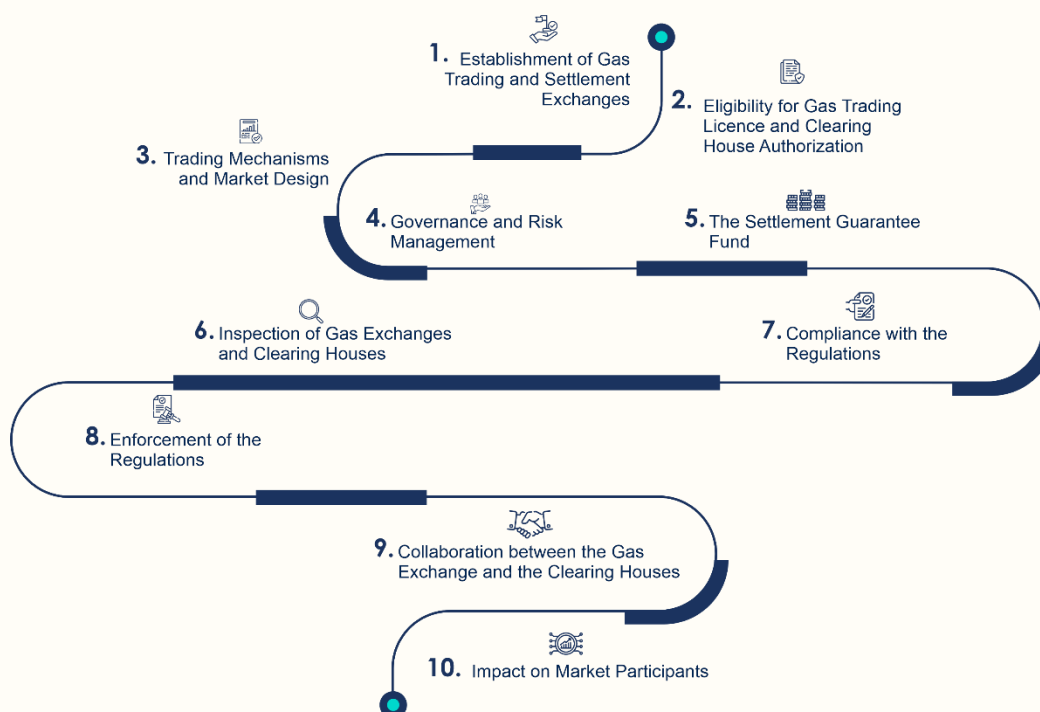 1. Establishment of Gas
Trading and Settlement
Exchanges
2. Eligibility for Gas Trading
Licence and Clearing
House Authorization
3. Trading Mechanisms
and Market Design
4. Governance and Risk
Management
5. The Settlement Guarantee
Fund
6. Inspection of Gas Exchanges
and Clearing Houses
7. Compliance with the
Regulations
8. Enforcement of the
Regulations
9. Collaboration between the Gas
Exchange and the Clearing Houses
10. Impact on Market Participants